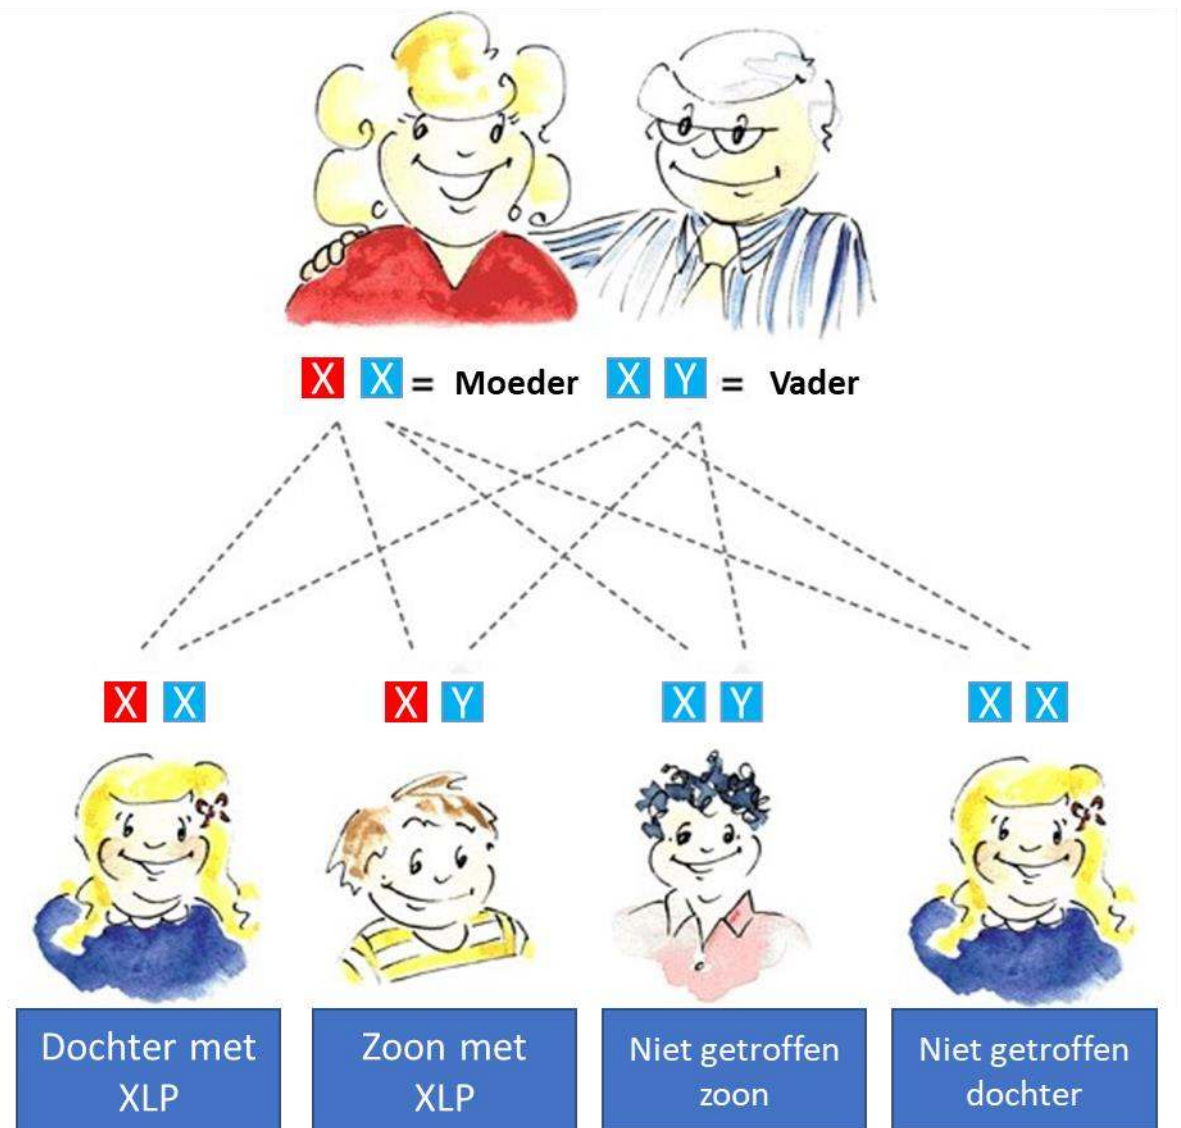 X X = Moeder X Y = Vader
X X X Y X Y X X
Dochter met
XLP
Zoon met
XLP
Niet getroffen
zoon
Niet getroffen
dochter